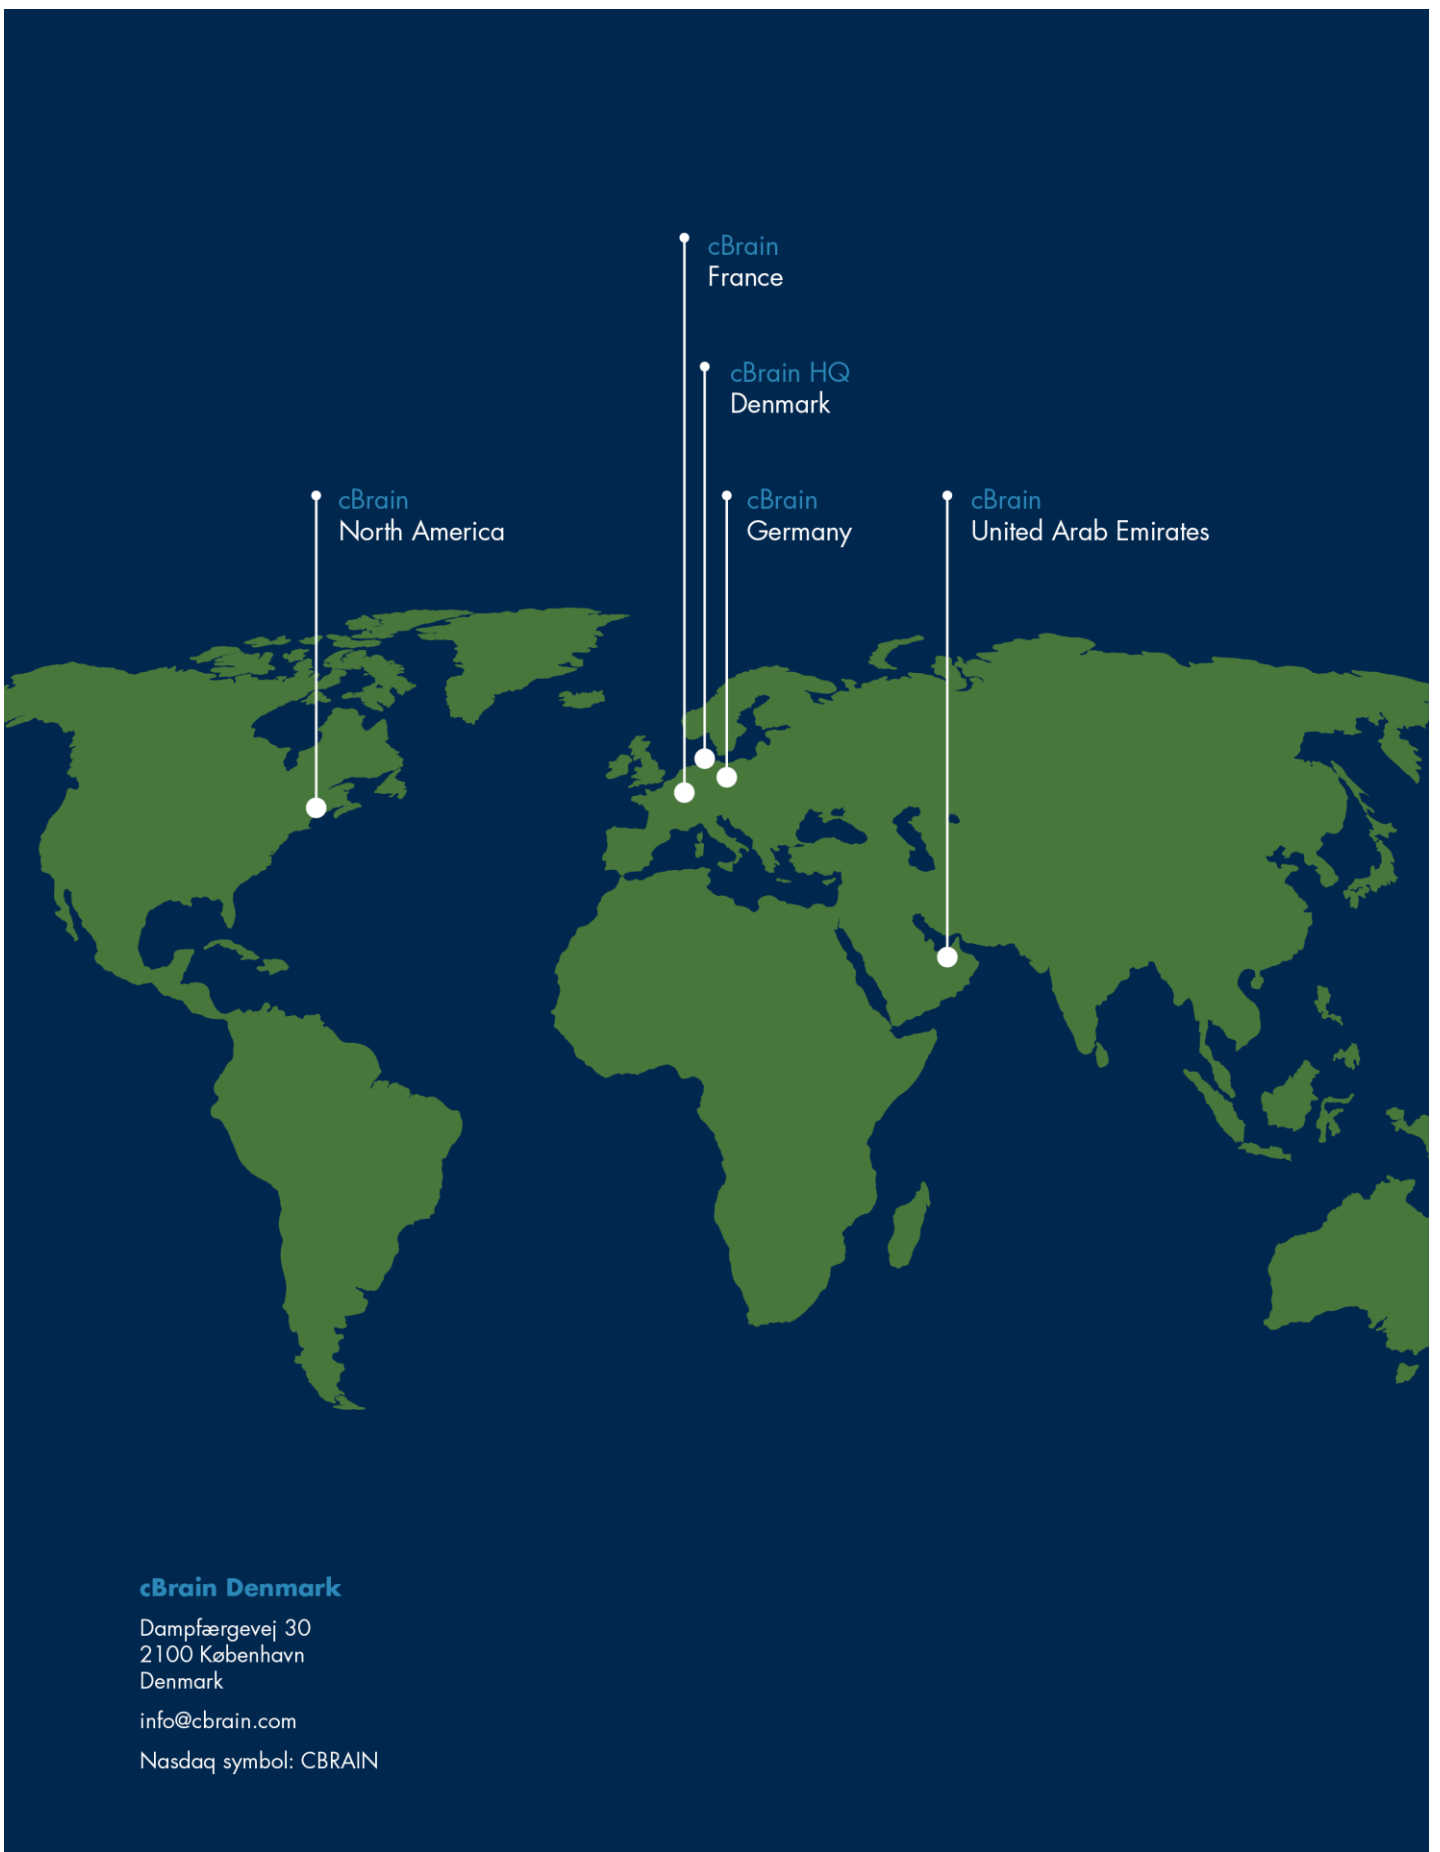 cBrain
France
cBrain HQ
Denmark
cBrain
North America
cBrain
Germany
cBrain
United Arab Emirates
cBrain Denmark
Dampfærgevej 30
2100 København
Denmark
info@cbrain.com
Nasdaq symbol: CBRAIN